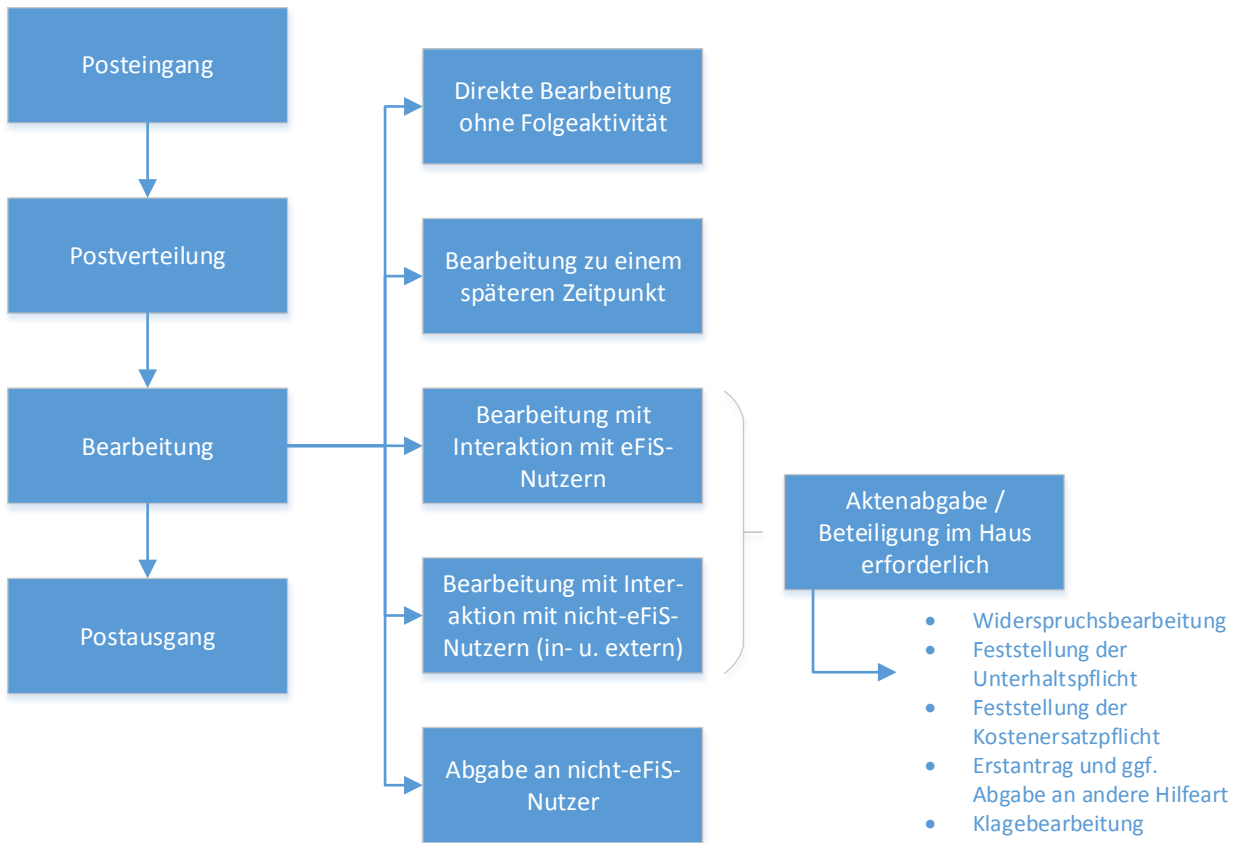 Posteingang
Postverteilung
Bearbeitung
Postausgang
Direkte Bearbeitung
ohne Folgeaktivität
Bearbeitung zu einem
späteren Zeitpunkt
Bearbeitung mit
Interaktion mit eFiS-
Nutzern
Bearbeitung mit Inter-
aktion mit nicht-eFiS-
Nutzern (in- u. extern)
Abgabe an nicht-eFiS-
Nutzer
Aktenabgabe /
Beteiligung im Haus
erforderlich
• Widerspruchsbearbeitung
• Feststellung der
Unterhaltspflicht
• Feststellung der
Kostenersatzpflicht
• Erstantrag und ggf.
Abgabe an andere Hilfeart
• Klagebearbeitung